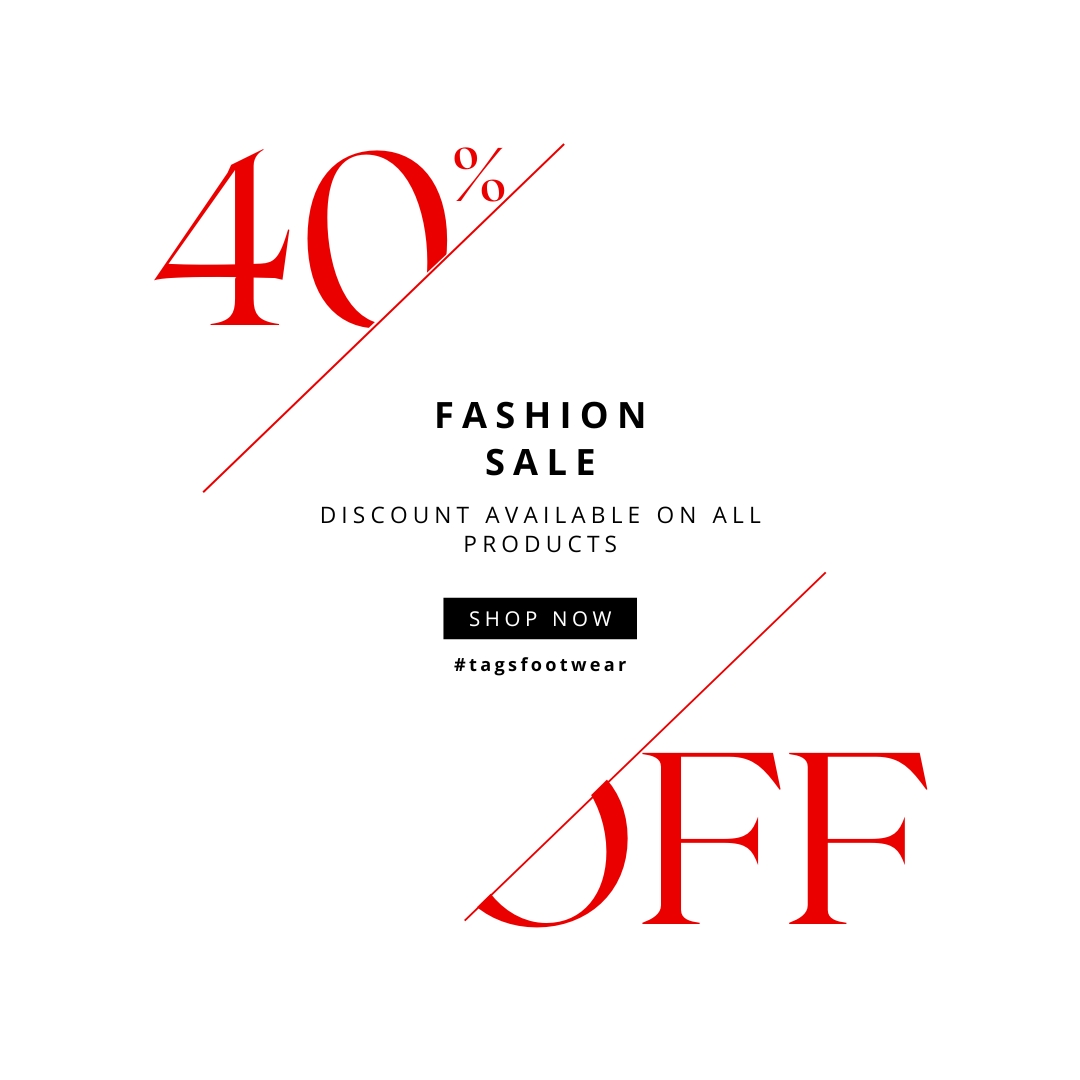 40%
FASHION
SALE
DISCOUNT AVAILABLE ON ALL
PRODUCTS
SHOP NOW
#tagsfootwear
OFF